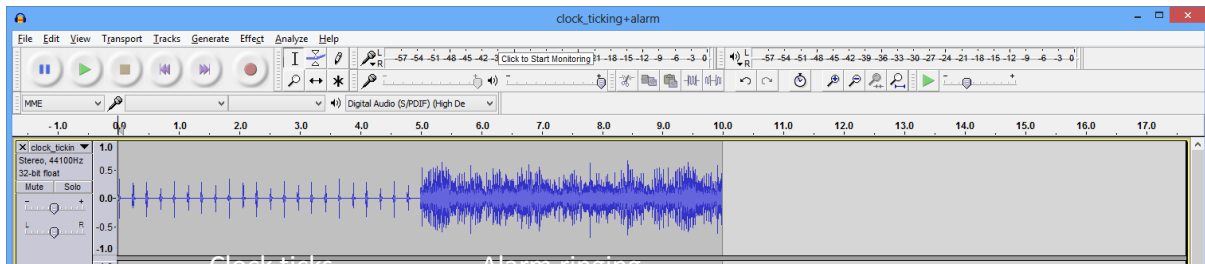 clock_ticking+alarm
File Edit View Transport Tracks Generate Effect Analyze Help
L R -57 -54 -51 -48 -45 -42 -3 Click to Start Monitoring 1 -18 -15 -12 -9 -6 -3 0 L R -57 -54 -51 -48 -45 -42 -39 -36 -33 -30 -27 -24 -21 -18 -15 -12 -9 -6 -3 0
- + - + - +
MME Digital Audio (S/PDIF) (High De
- 1.0 0.0 1.0 2.0 3.0 4.0 5.0 6.0 7.0 8.0 9.0 10.0 11.0 12.0 13.0 14.0 15.0 16.0 17.0
X clock_tickin 1.0
Stereo, 44100Hz
32-bit float 0.5-
Mute Solo
- + 0.0-
L R -0.5-
-1.0
Clock ticks Alarm ringing